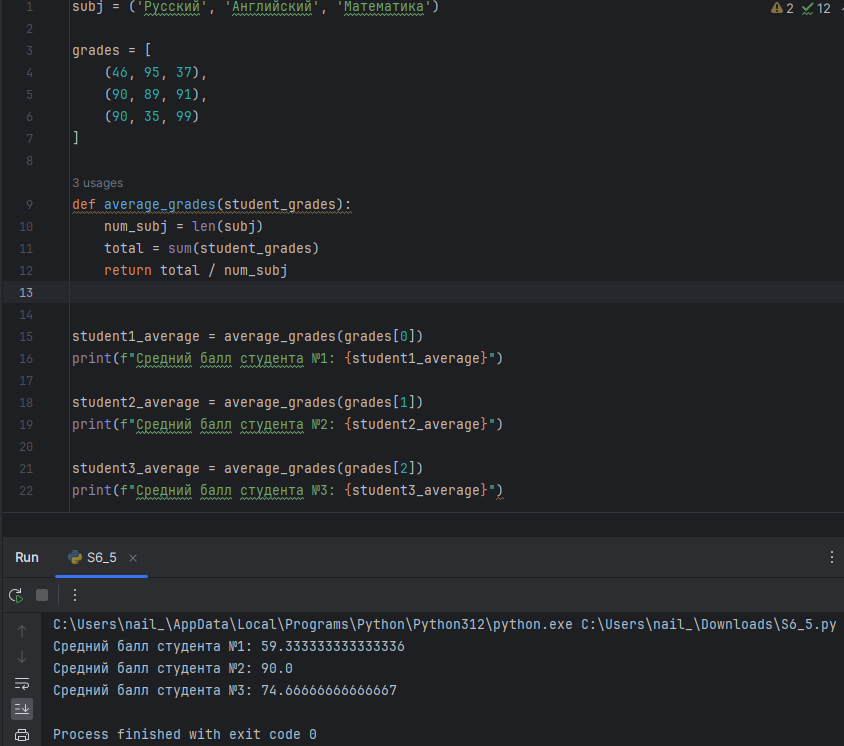 1 subj = ('Русский', 'Английский', 'Математика')
2 12
2
3 grades = [
4 (46, 95, 37),
5 (90, 89, 91),
6 (90, 35, 99)
7 ]
8
3 usages
9 def average_grades(student_grades):
10 num_subj = len(subj)
11 total = sum(student_grades)
12 return total / num_subj
13
14
15 student1_average = average_grades(grades[0])
16 print(f"Средний балл студента №1: {student1_average}")
17
18 student2_average = average_grades(grades[1])
19 print(f"Средний балл студента №2: {student2_average}")
20
21 student3_average = average_grades(grades[2])
22 print(f"Средний балл студента №3: {student3_average}")
Run S6_5
C:\Users\nail_\AppData\Local\Programs\Python\Python312\python.exe C:\Users\nail_\Downloads\S6_5.py
Средний балл студента №1: 59.333333333333336
Средний балл студента №2: 90.0
Средний балл студента №3: 74.66666666666667
Process finished with exit code 0